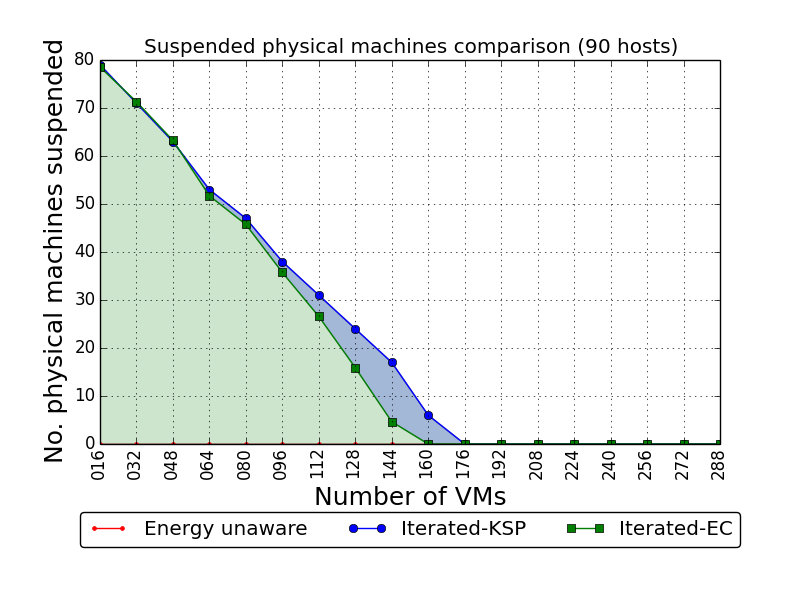 Suspended physical machines comparison (90 hosts)
No. physical machines suspended
80
70
60
50
40
30
20
10
0
016 032 048 064 080 096 112 128 144 160 176 192 208 224 240 256 272 288
Number of VMs
Energy unaware Iterated-KSP Iterated-EC